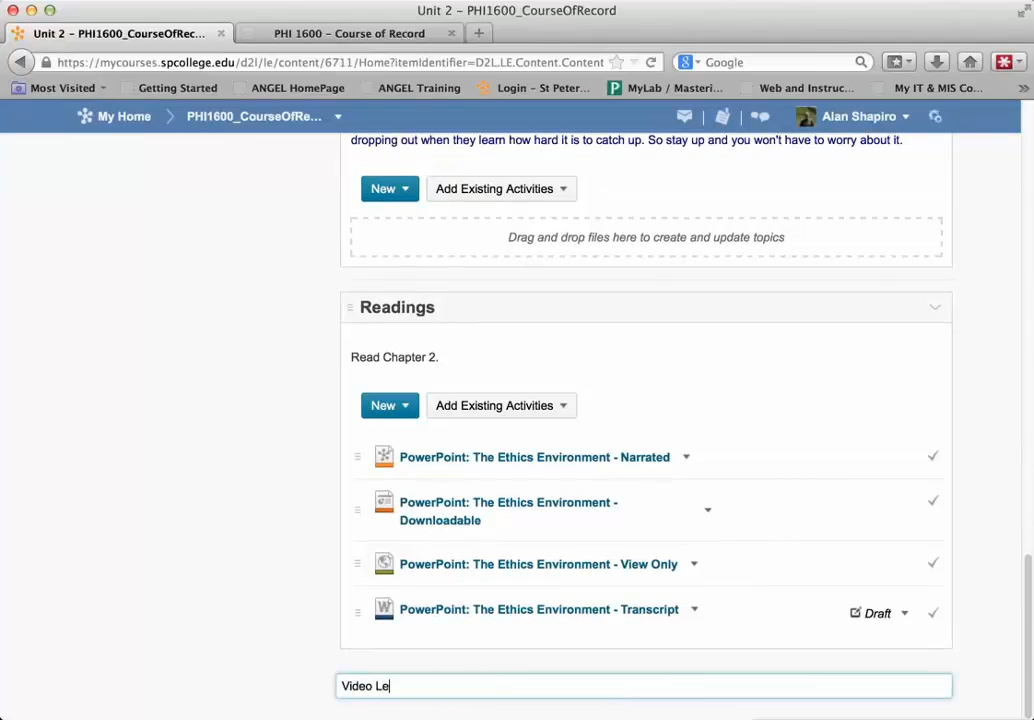 Unit 2 - PHI1600_CourseOfRecord
Unit 2 - PHI1600_CourseOfRec...
PHI 1600 – Course of Record
https://mycourses.spcollege.edu/d2l/le/content/6711/Home?itemIdentifier=D2L.LE.Content.Content
Google
Most Visited
Getting Started
ANGEL HomePage
ANGEL Training
Login – St Peter...
MyLab / Masteri...
Web and Instruc...
My IT & MIS Co...
My Home
PHI1600_CourseOfRe...
Alan Shapiro
dropping out when they learn how hard it is to catch up. So stay up and you won't have to worry about it.
New
Add Existing Activities
Drag and drop files here to create and update topics
Readings
Read Chapter 2.
New
Add Existing Activities
PowerPoint: The Ethics Environment - Narrated
PowerPoint: The Ethics Environment -
Downloadable
PowerPoint: The Ethics Environment - View Only
PowerPoint: The Ethics Environment - Transcript
Draft
Video Le